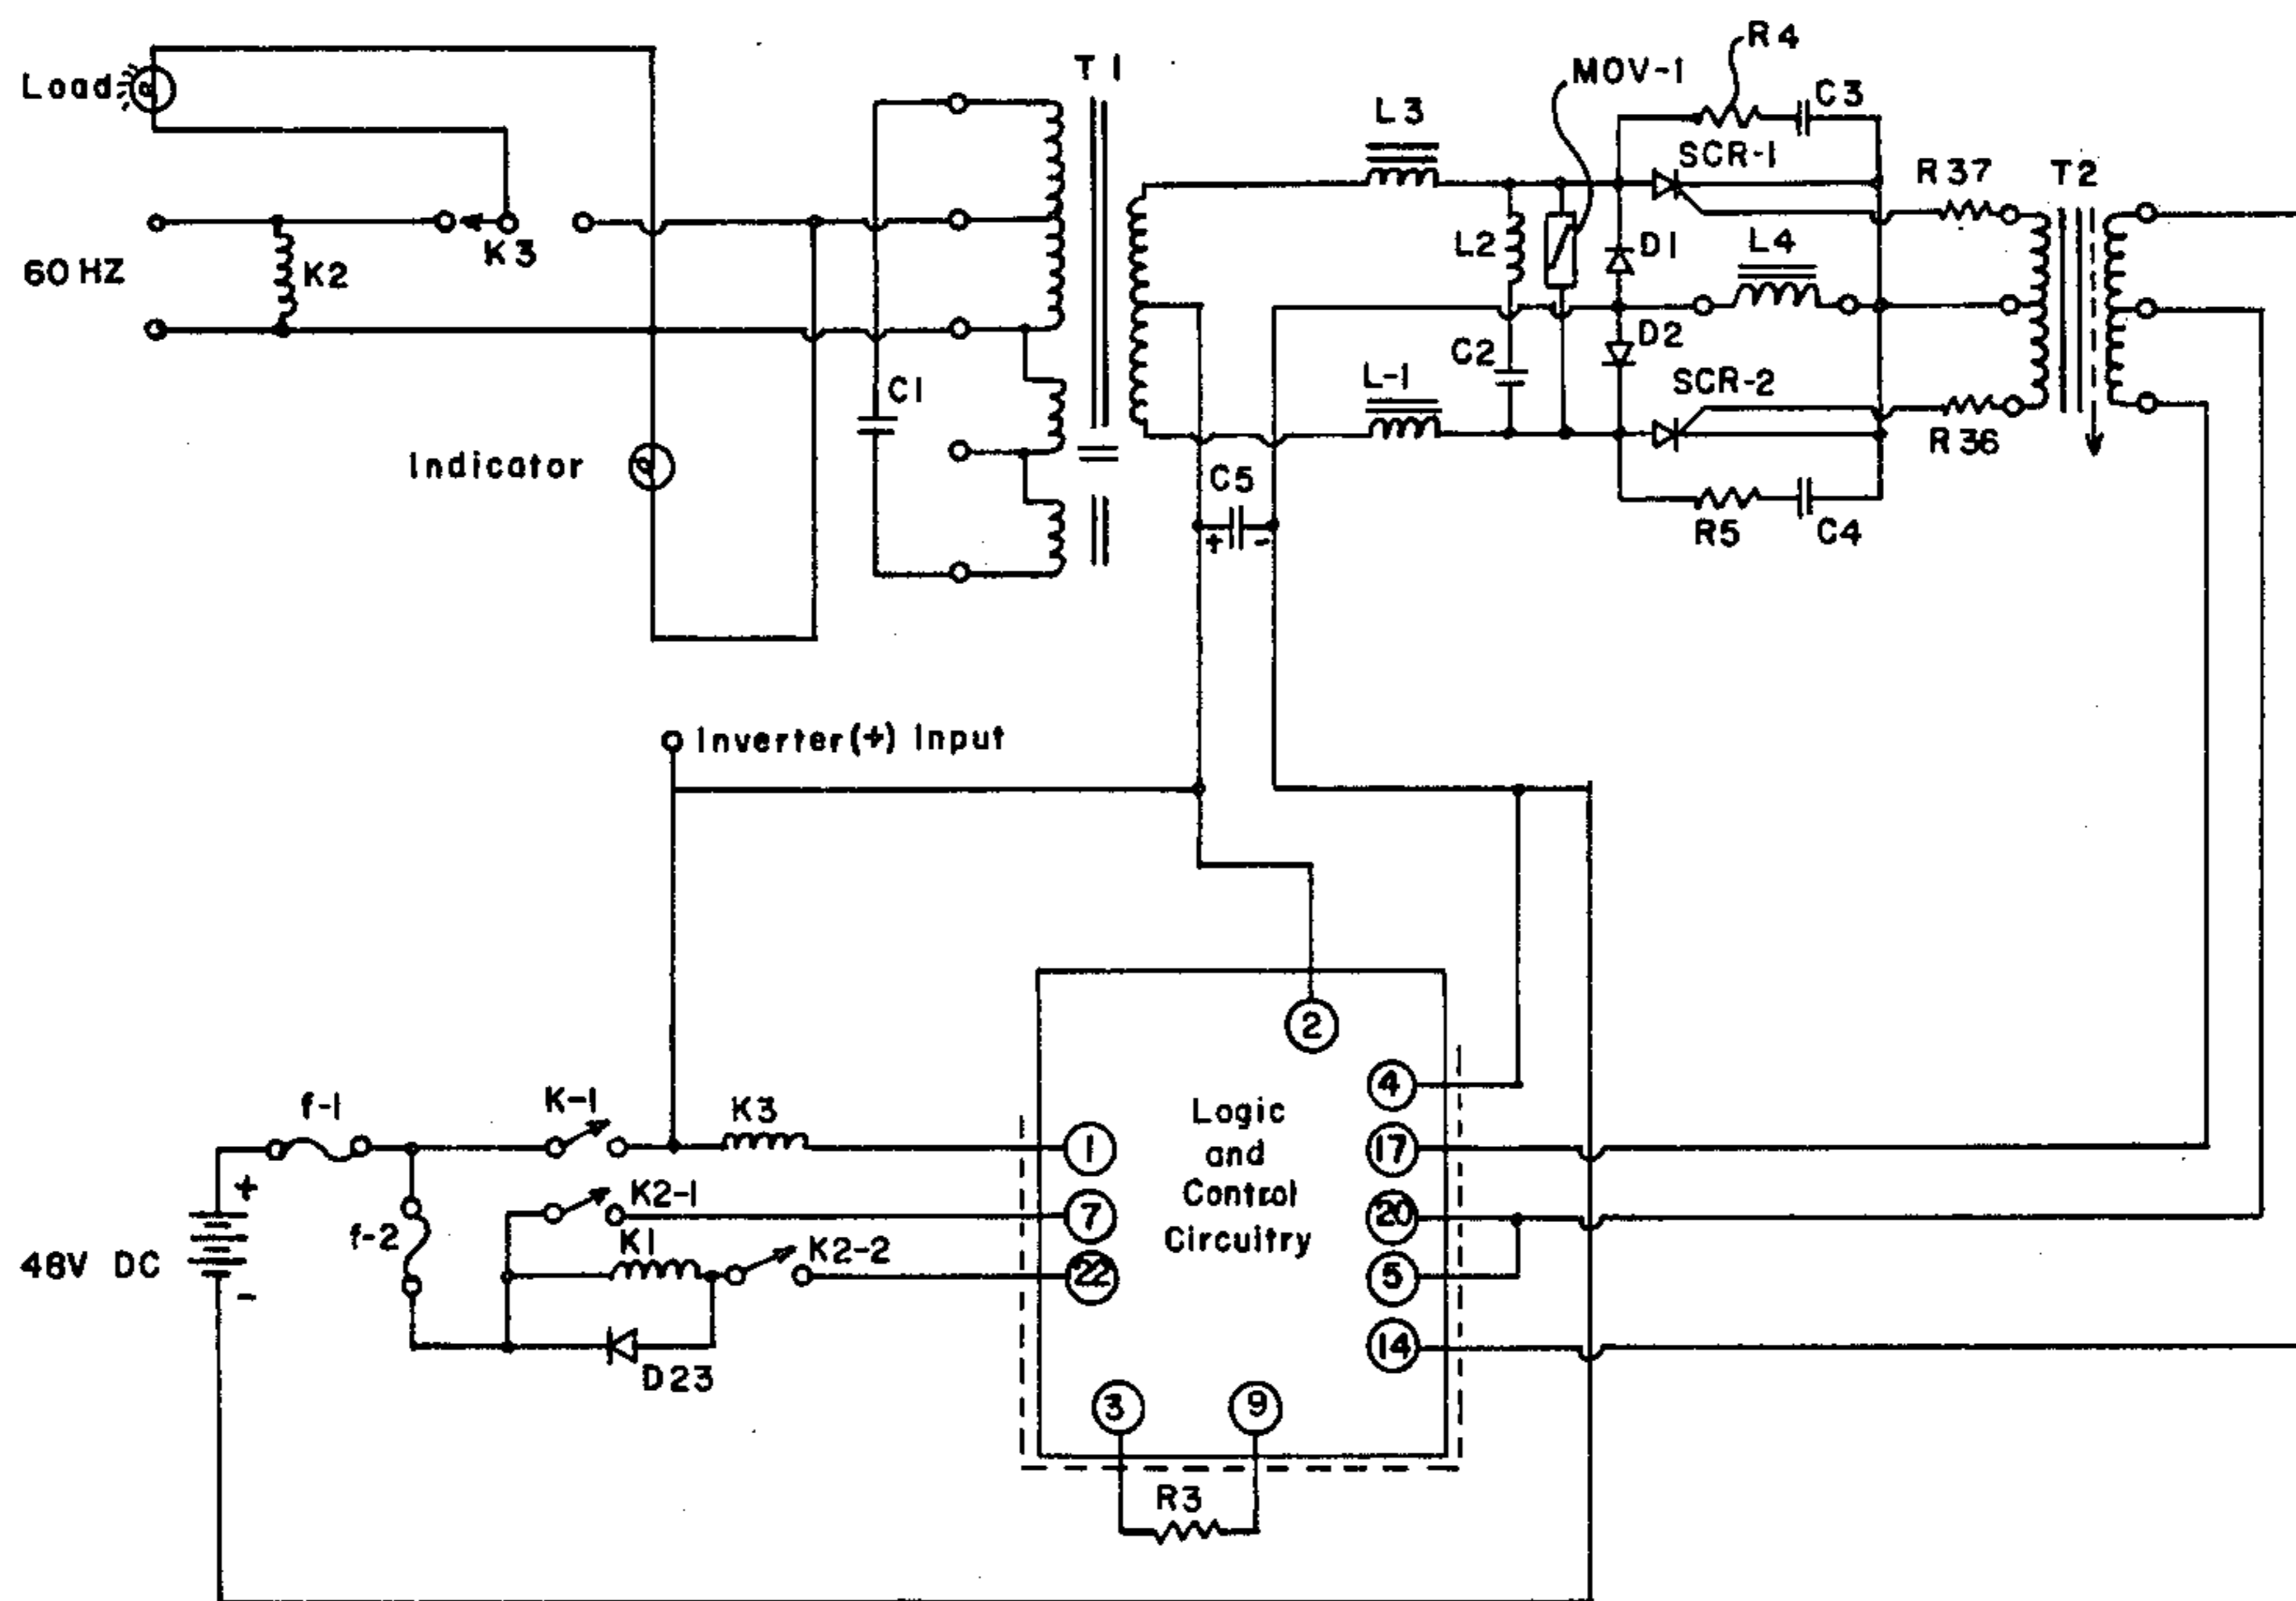 Load
60 HZ
K2
K3
Indicator
C1
T1
L3
L-1
C5
+
-
L2
C2
MOV-1
R4
C3
SCR-1
D1
L4
D2
SCR-2
R5
C4
R37
T2
R36
Inverter(+) Input
f-1
K-1
K3
+
48V DC
-
f-2
K2-1
K1
K2-2
D23
1
7
22
2
Logic
and
Control
Circuitry
4
17
20
5
14
3
9
R3